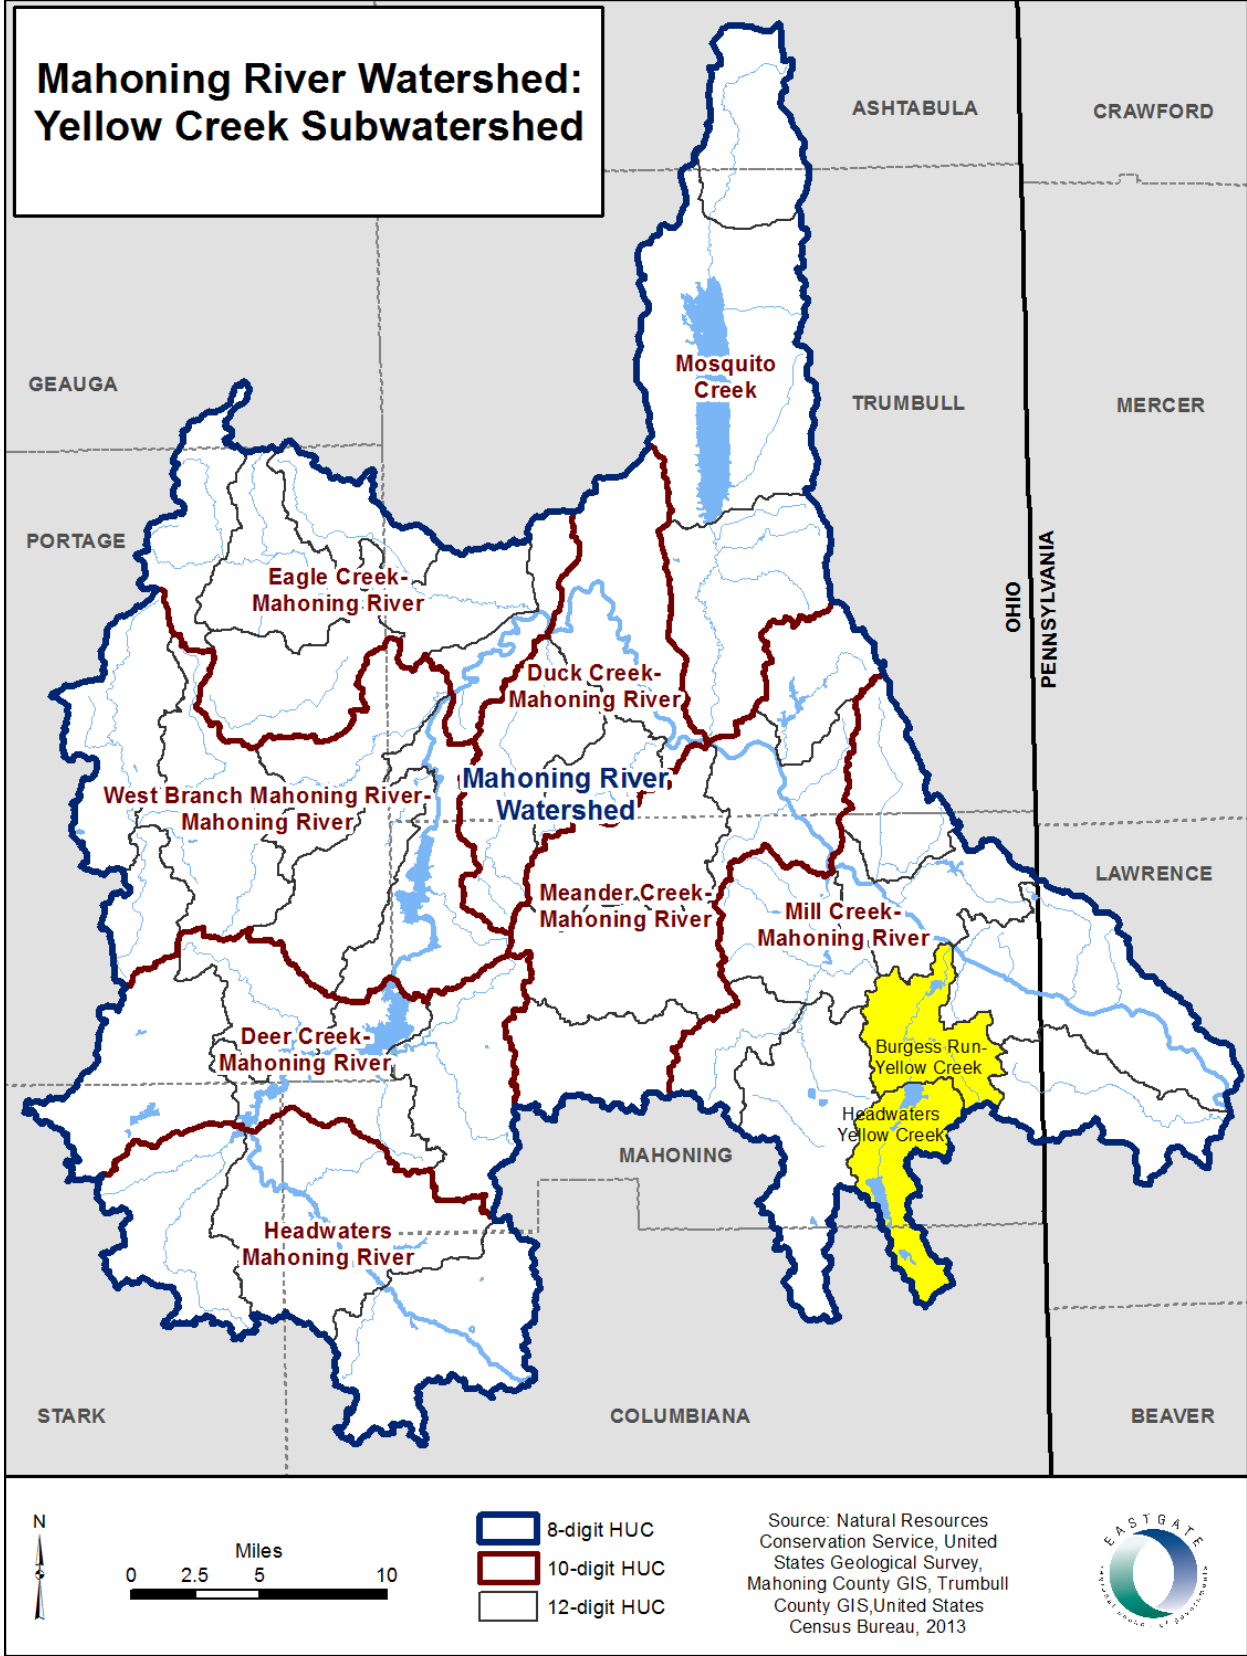 Mahoning River Watershed:
Yellow Creek Subwatershed
ASHTABULA
CRAWFORD
GEAUGA
Mosquito
Creek
TRUMBULL
MERCER
PORTAGE
Eagle Creek-
Mahoning River
OHIO
PENNSYLVANIA
Duck Creek-
Mahoning River
Mahoning River
Watershed
West Branch Mahoning River-
Mahoning River
LAWRENCE
Meander Creek-
Mahoning River
Mill Creek-
Mahoning River
Deer Creek-
Mahoning River
Burgess Run-
Yellow Creek
Headwaters
Yellow Creek
MAHONING
Headwaters
Mahoning River
STARK
COLUMBIANA
BEAVER
N
Miles
0 2.5 5 10
8-digit HUC
10-digit HUC
12-digit HUC
Source: Natural Resources
Conservation Service, United
States Geological Survey,
Mahoning County GIS, Trumbull
County GIS,United States
Census Bureau, 2013
EASTGATE
regional council of governments